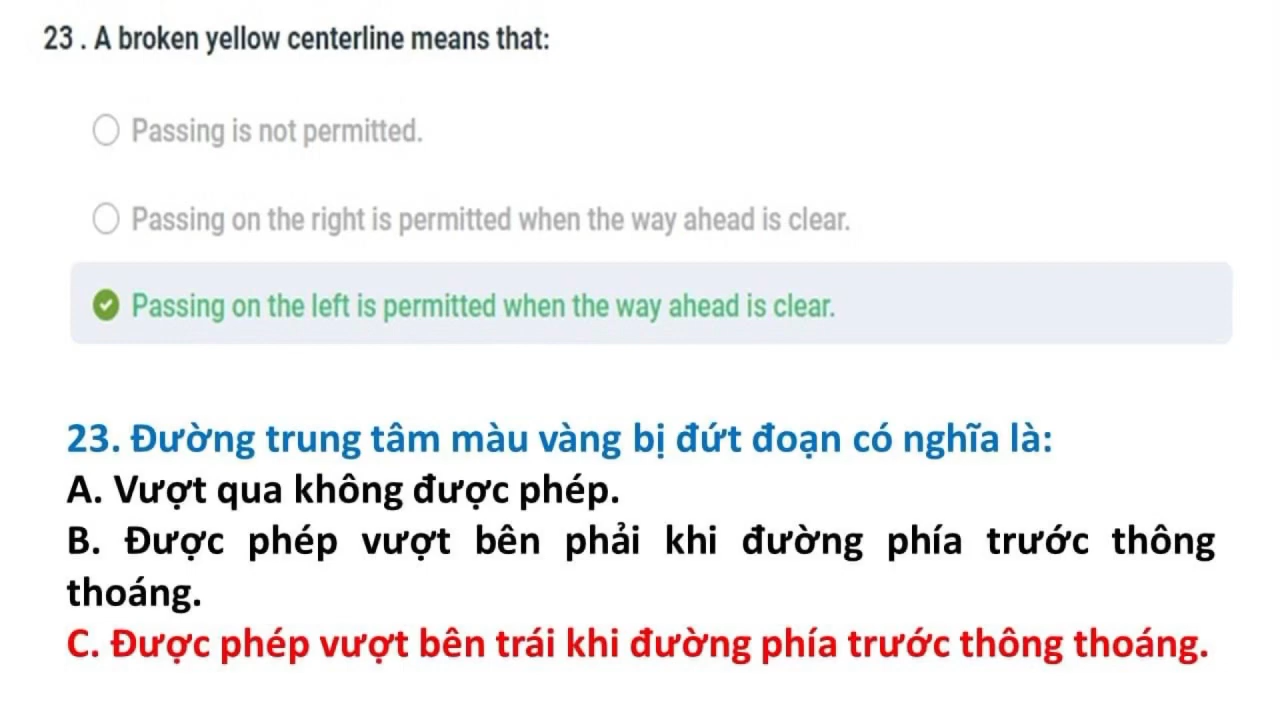 23 . A broken yellow centerline means that:
Passing is not permitted.
Passing on the right is permitted when the way ahead is clear.
Passing on the left is permitted when the way ahead is clear.
23. Đường trung tâm màu vàng bị đứt đoạn có nghĩa là:
A. Vượt qua không được phép.
B. Được phép vượt bên phải khi đường phía trước thông
thoáng.
C. Được phép vượt bên trái khi đường phía trước thông thoáng.